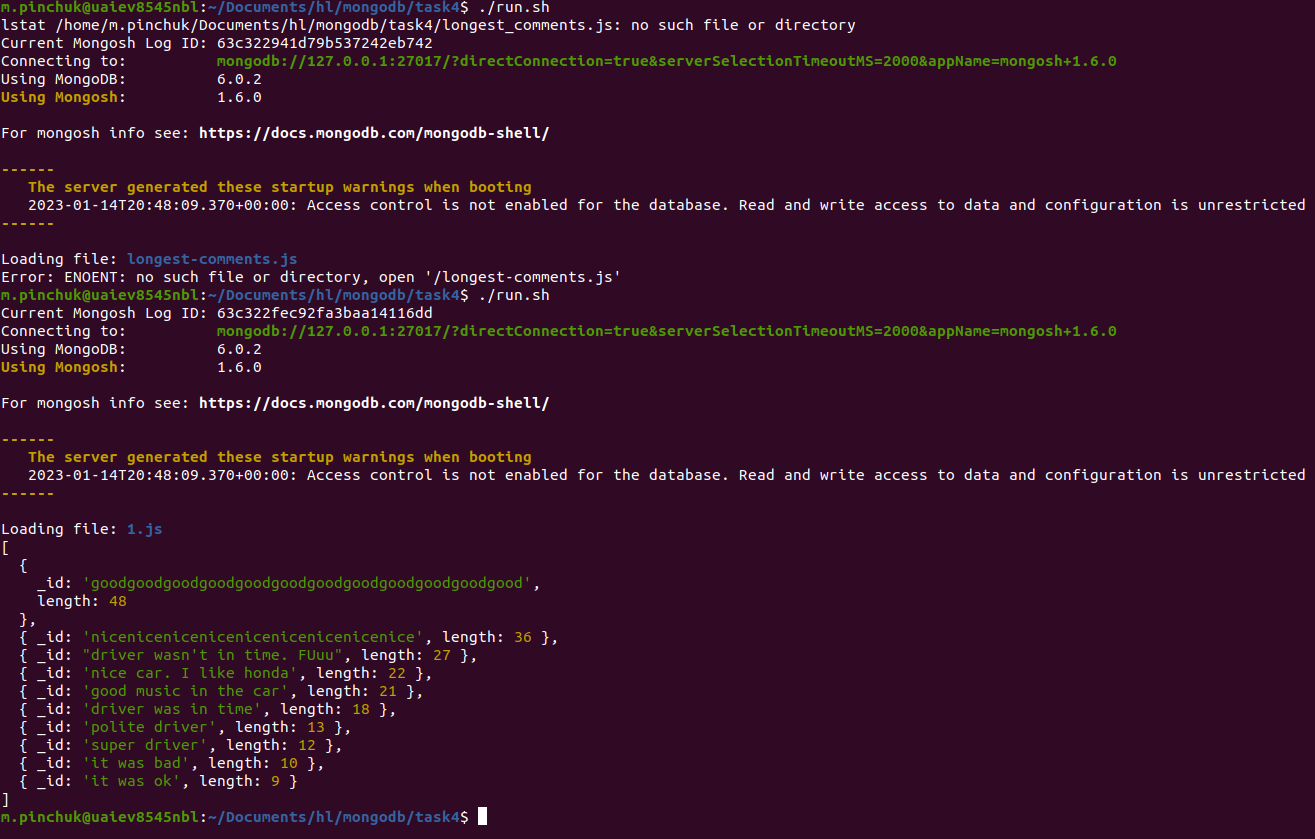 m.pinchuk@uaiev8545nbl:~/Documents/hl/mongodb/task4$ ./run.sh
lstat /home/m.pinchuk/Documents/hl/mongodb/task4/longest_comments.js: no such file or directory
Current Mongosh Log ID: 63c322941d79b537242eb742
Connecting to:          mongodb://127.0.0.1:27017/?directConnection=true&serverSelectionTimeoutMS=2000&appName=mongosh+1.6.0
Using MongoDB:          6.0.2
Using Mongosh:          1.6.0
For mongosh info see: https://docs.mongodb.com/mongodb-shell/
------
   The server generated these startup warnings when booting
   2023-01-14T20:48:09.370+00:00: Access control is not enabled for the database. Read and write access to data and configuration is unrestricted
------
Loading file: longest-comments.js
Error: ENOENT: no such file or directory, open '/longest-comments.js'
m.pinchuk@uaiev8545nbl:~/Documents/hl/mongodb/task4$ ./run.sh
Current Mongosh Log ID: 63c322fec92fa3baa14116dd
Connecting to:          mongodb://127.0.0.1:27017/?directConnection=true&serverSelectionTimeoutMS=2000&appName=mongosh+1.6.0
Using MongoDB:          6.0.2
Using Mongosh:          1.6.0
For mongosh info see: https://docs.mongodb.com/mongodb-shell/
------
   The server generated these startup warnings when booting
   2023-01-14T20:48:09.370+00:00: Access control is not enabled for the database. Read and write access to data and configuration is unrestricted
------
Loading file: 1.js
[
  {
    _id: 'goodgoodgoodgoodgoodgoodgoodgoodgoodgoodgoodgood',
    length: 48
  },
  { _id: 'nicenicenicenicenicenicenicenicenice', length: 36 },
  { _id: "driver wasn't in time. FUuu", length: 27 },
  { _id: 'nice car. I like honda', length: 22 },
  { _id: 'good music in the car', length: 21 },
  { _id: 'driver was in time', length: 18 },
  { _id: 'polite driver', length: 13 },
  { _id: 'super driver', length: 12 },
  { _id: 'it was bad', length: 10 },
  { _id: 'it was ok', length: 9 }
]
m.pinchuk@uaiev8545nbl:~/Documents/hl/mongodb/task4$